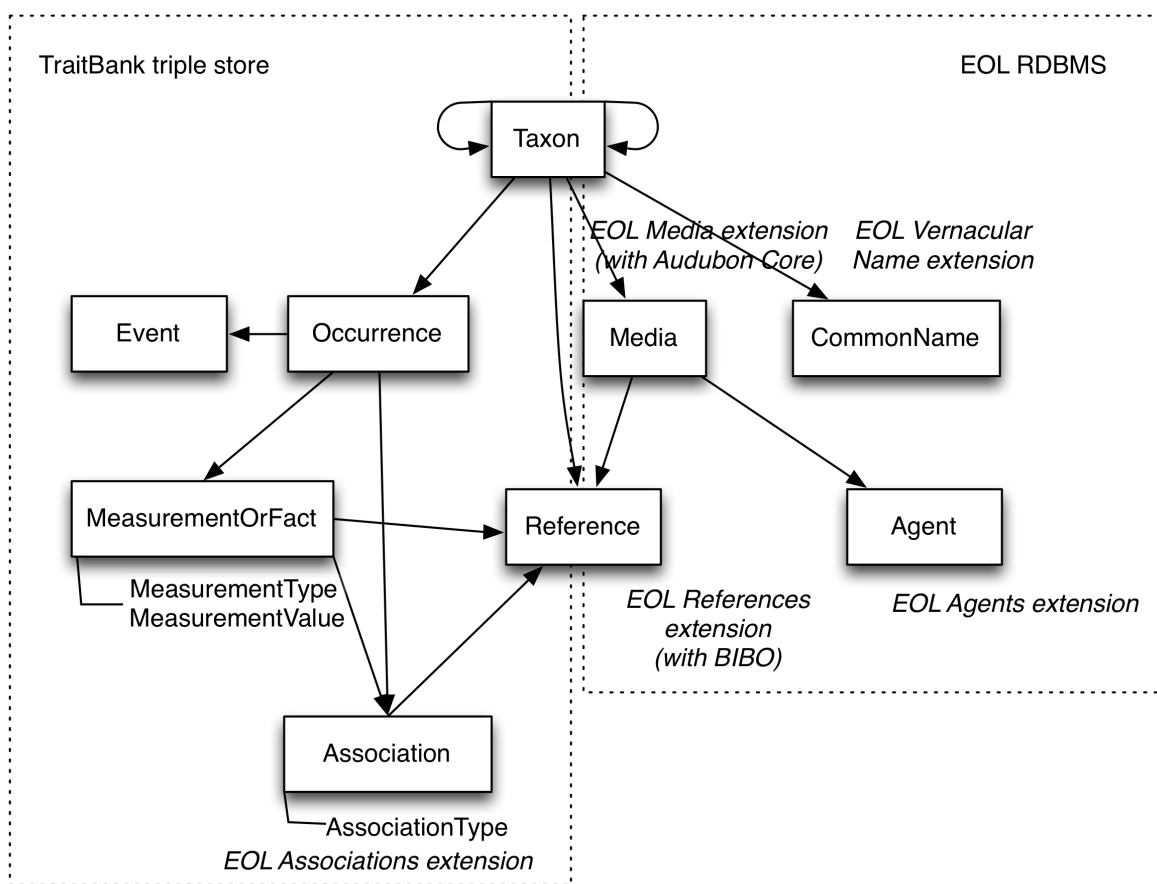 TraitBank triple store
EOL RDBMS
Taxon
EOL Media extension
(with Audubon Core)
EOL Vernacular
Name extension
Event
Occurrence
Media
CommonName
MeasurementOrFact
Reference
Agent
MeasurementType
MeasurementValue
EOL References
extension
(with BIBO)
EOL Agents extension
Association
AssociationType
EOL Associations extension